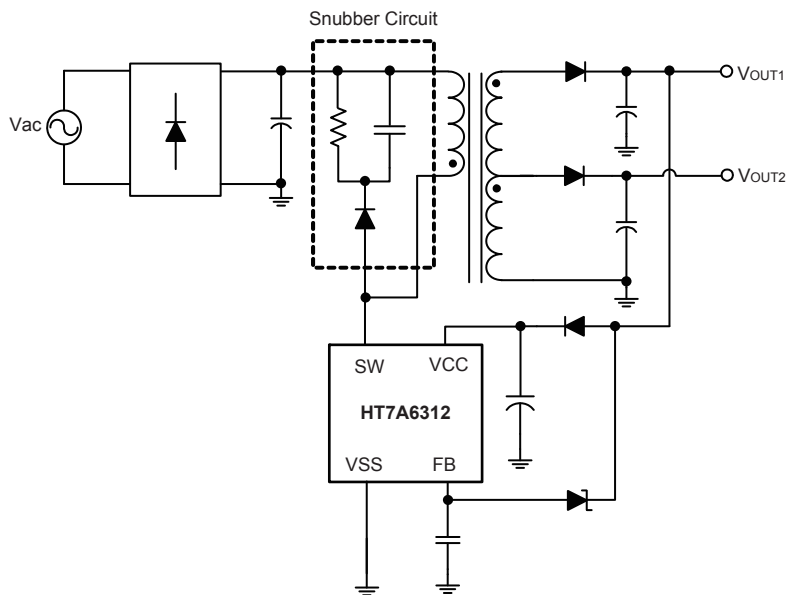 Snubber Circuit
Vac
VOUT1
VOUT2
SW
VCC
HT7A6312
VSS
FB